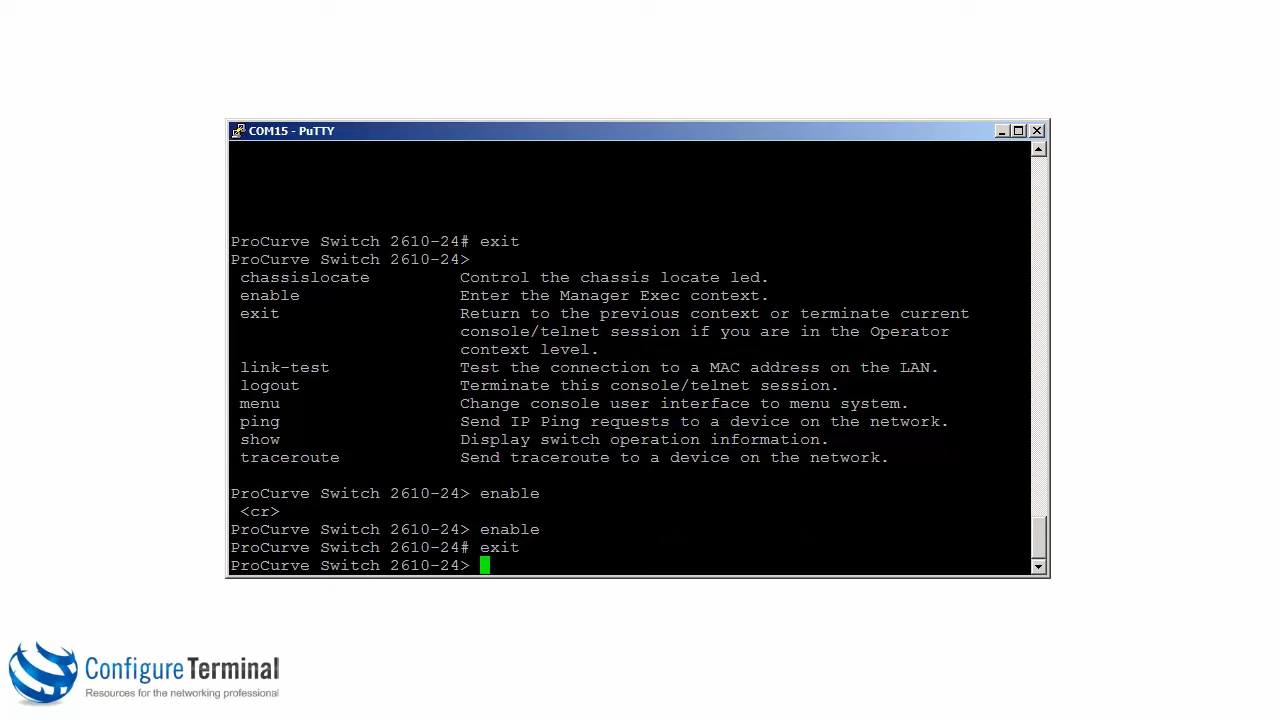 COM15 - PuTTY
ProCurve Switch 2610-24# exit
ProCurve Switch 2610-24>
chassislocate Control the chassis locate led.
enable Enter the Manager Exec context.
exit Return to the previous context or terminate current
console/telnet session if you are in the Operator
context level.
link-test Test the connection to a MAC address on the LAN.
logout Terminate this console/telnet session.
menu Change console user interface to menu system.
ping Send IP Ping requests to a device on the network.
show Display switch operation information.
traceroute Send traceroute to a device on the network.
ProCurve Switch 2610-24> enable
<cr>
ProCurve Switch 2610-24> enable
ProCurve Switch 2610-24# exit
ProCurve Switch 2610-24>
Configure Terminal
Resources for the networking professional